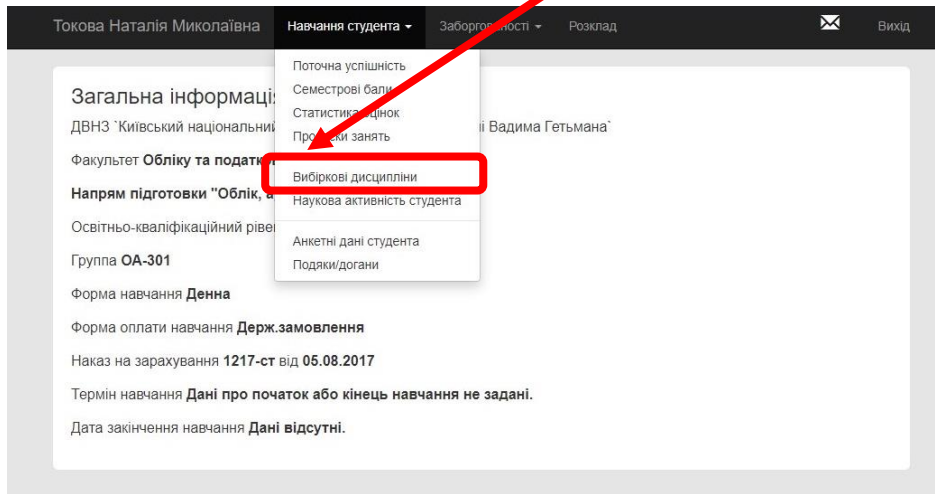 Токова Наталія Миколаївна Навчання студента Заборгованості Розклад Вихід
Поточна успішність
Семестрові бали
Статистика оцінок
Пропуски занять
Вибіркові дисципліни
Наукова активність студента
Анкетні дані студента
Подяки/догани
Загальна
ДВНЗ `Київський Вадима Гетьмана`
Факультет Обліку та
Напрям підготовки "Облік,
Освітньо-кваліфікаційний
Группа ОА-301
Форма навчання Денна
Форма оплати навчання Держ.замовлення
Наказ на зарахування 1217-ст від 05.08.2017
Термін навчання Дані про початок або кінець навчання не задані.
Дата закінчення навчання Дані відсутні.